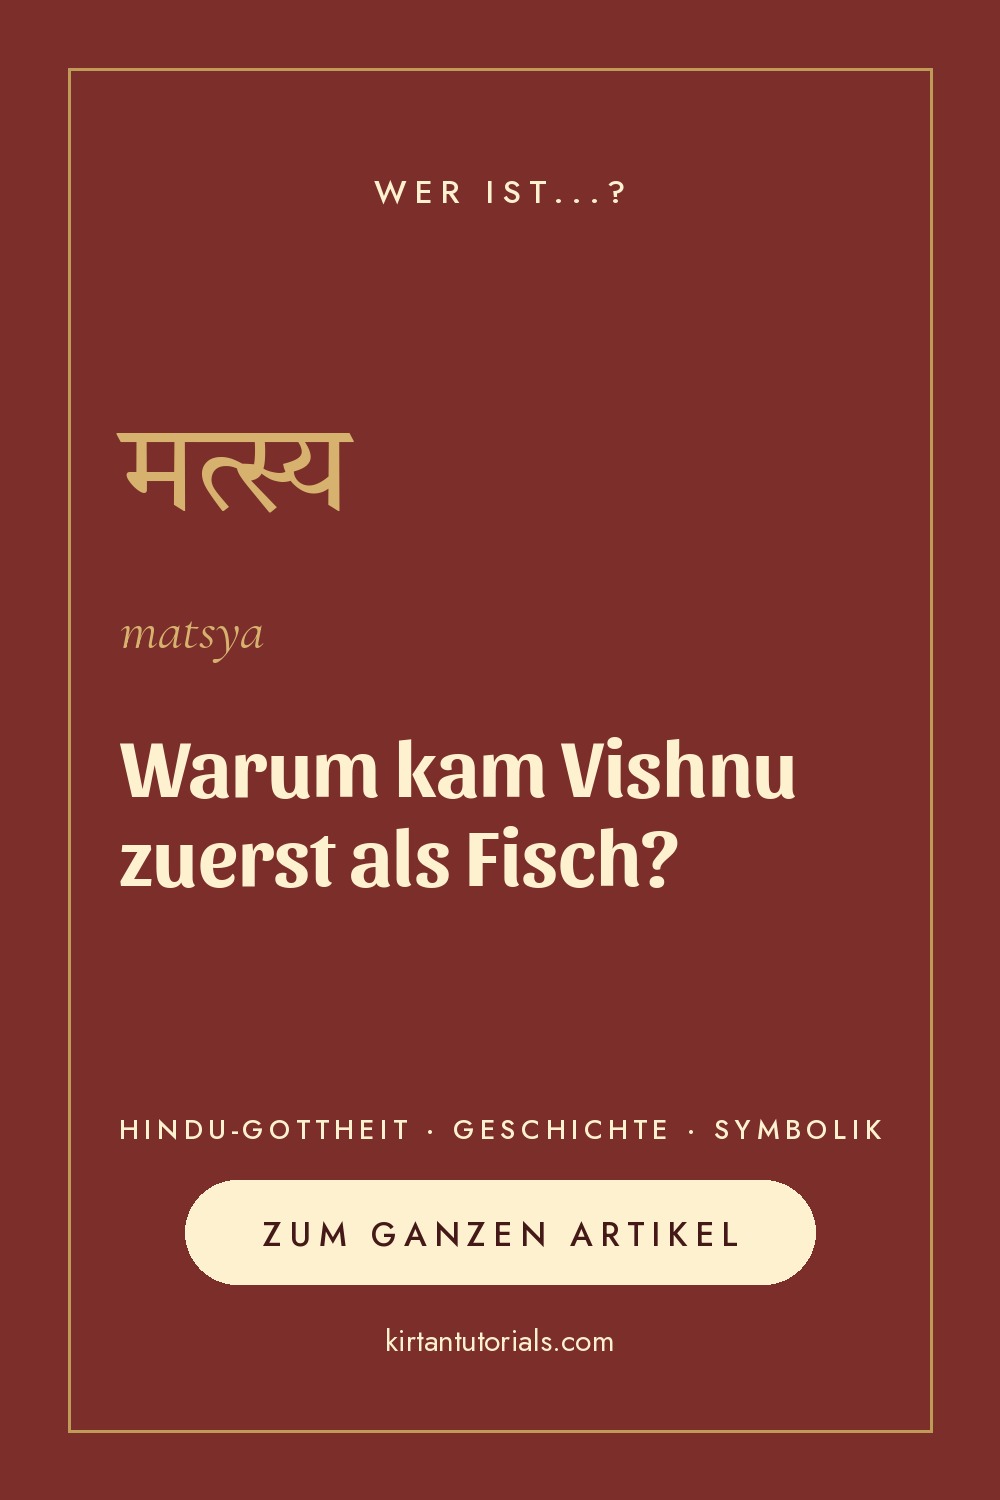 WER IST...?
मत्स्य
matsya
Warum kam Vishnu
zuerst als Fisch?
HINDU-GOTTHEIT · GESCHICHTE · SYMBOLIK
ZUM GANZEN ARTIKEL
kirtantutorials.com